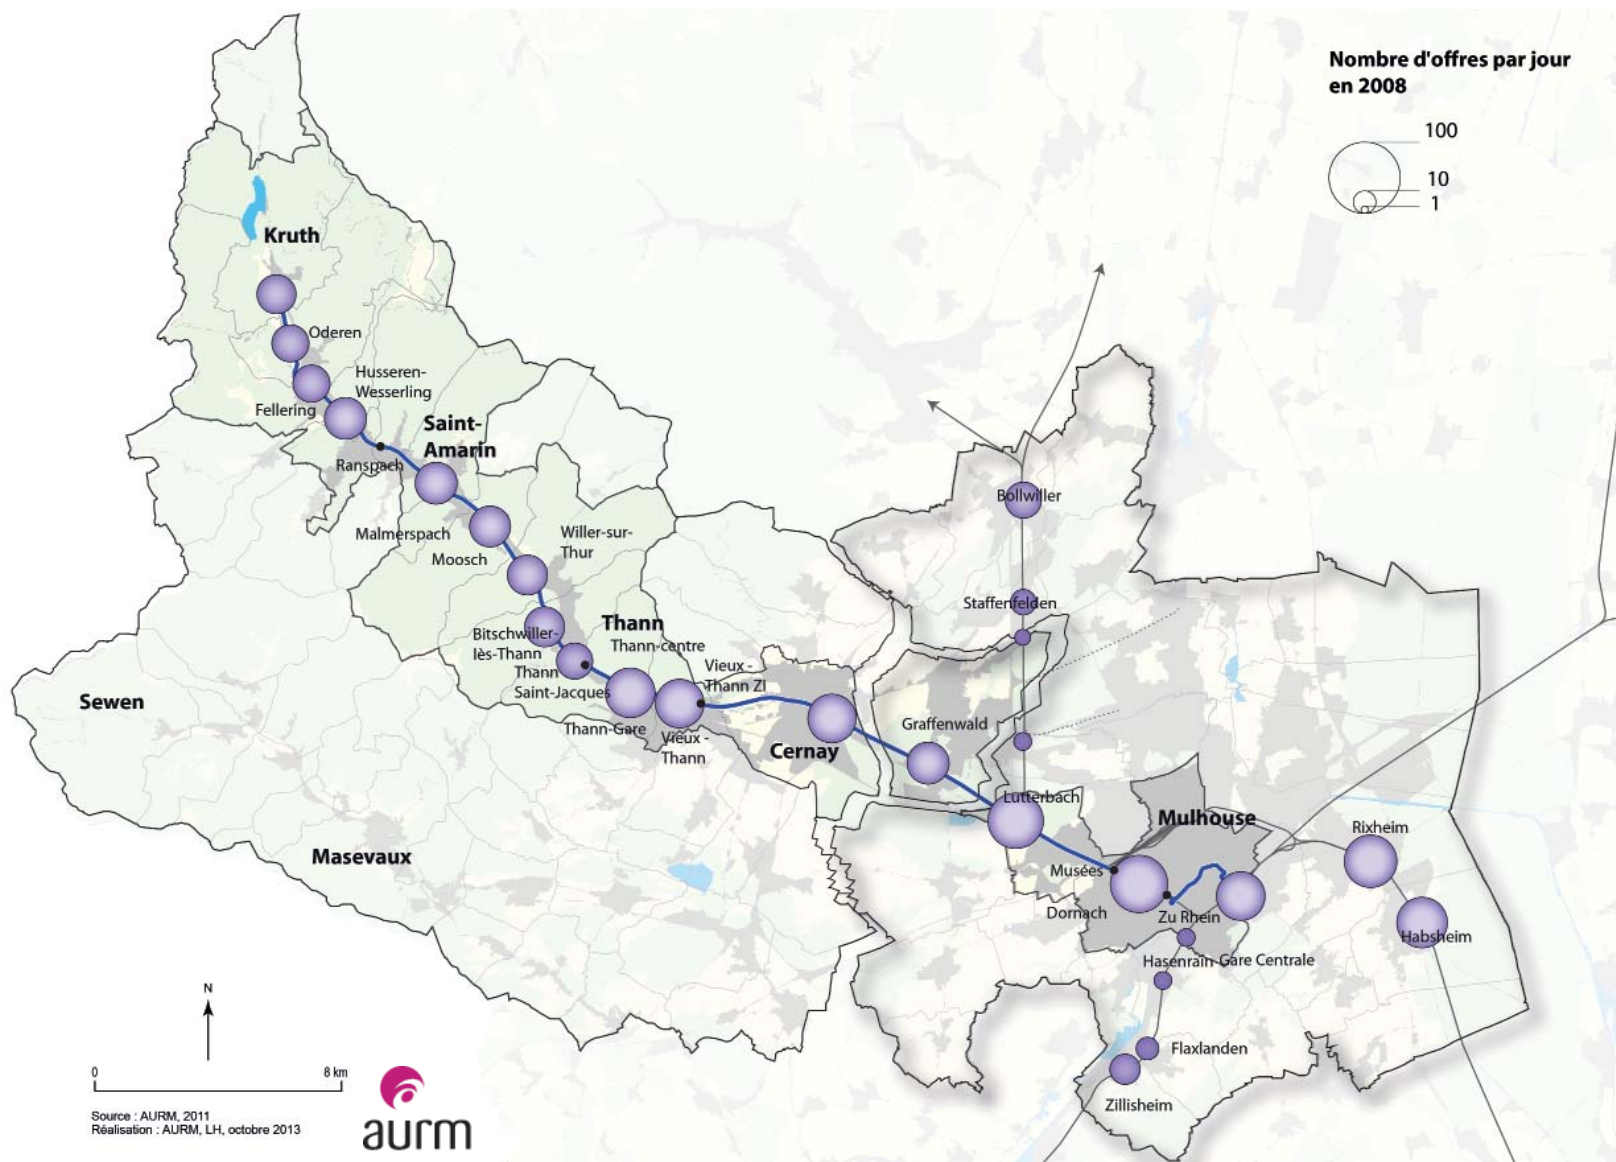 Nombre d'offres par jour
en 2008
100
10
1
Kruth
Oderen
Husseren-
Wesserling
Fellering
Saint-
Amarin
Ranspach
Malmerspach
Moosch
Willer-sur-
Thur
Bitschwiller-
lès-Thann
Thann
Saint-Jacques
Thann
Thann-centre
Thann-Gare
Vieux -
Thann ZI
Vieux -
Thann
Cernay
Graffenwald
Bollwiller
Staffenfelden
Lutterbach
Mulhouse
Musées
Dornach
Zu Rhein
Rixheim
Habsheim
Hasenrain
Gare Centrale
Flaxlanden
Zillisheim
Sewen
Masevaux
N
0
8 km
Source : AURM, 2011
Réalisation : AURM, LH, octobre 2013
aurm